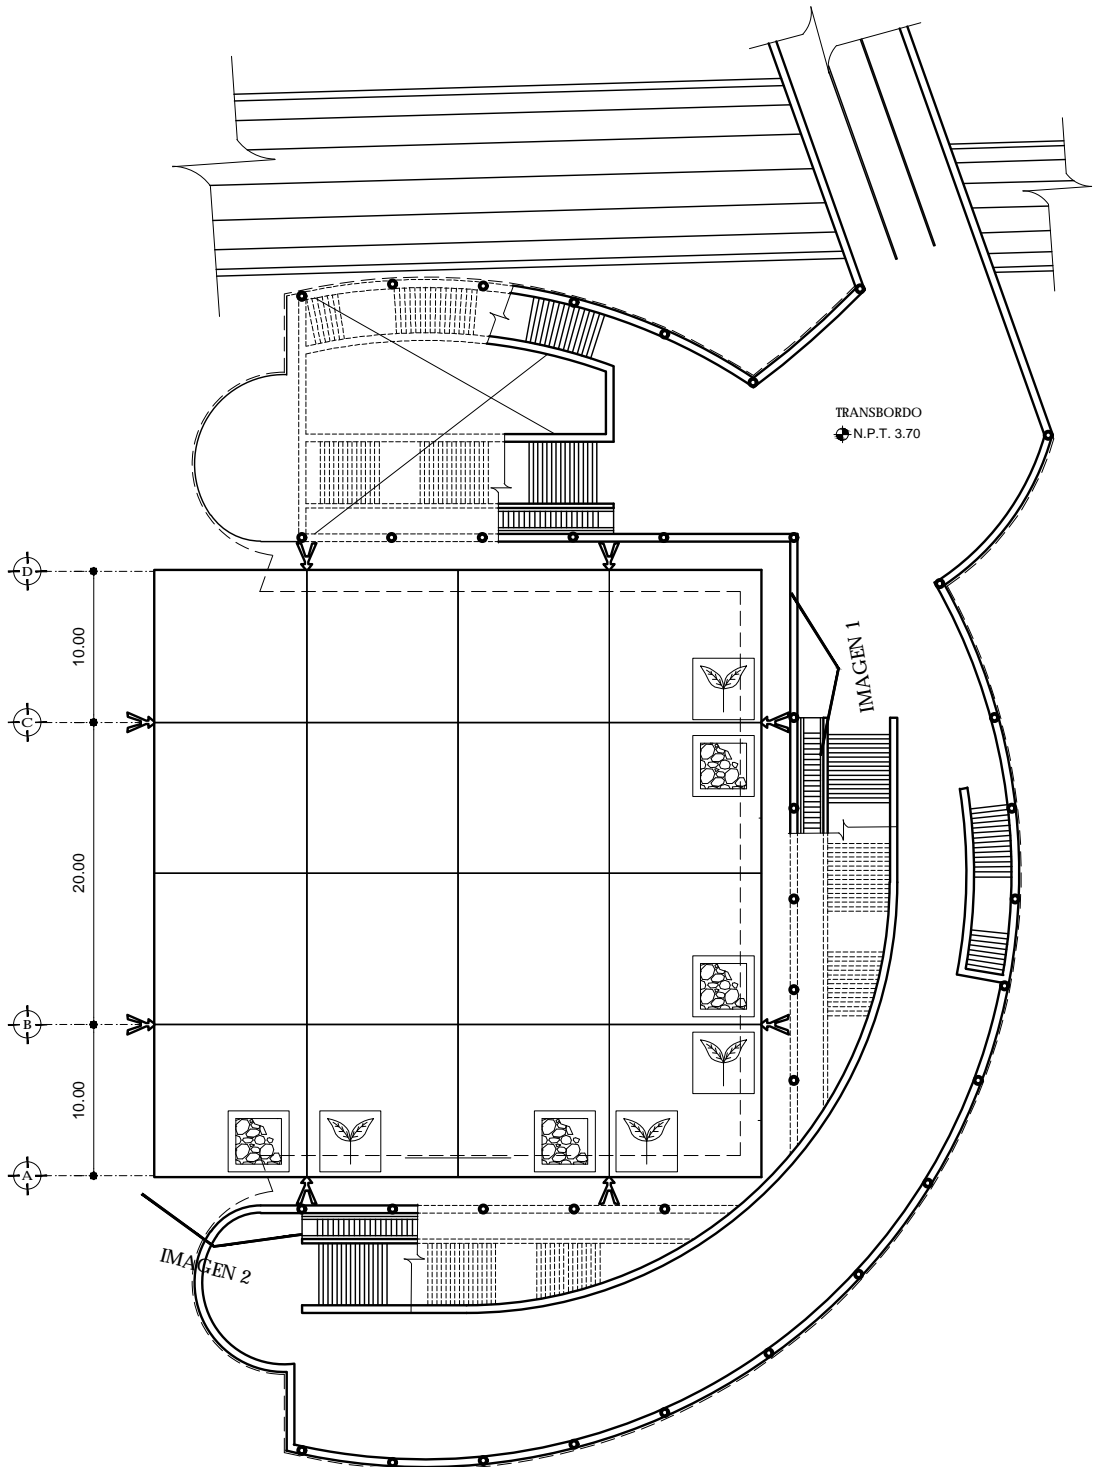 TRANSBORDO
N.P.T. 3.70
D
10.00
IMAGEN 1
C
20.00
B
10.00
A
IMAGEN 2